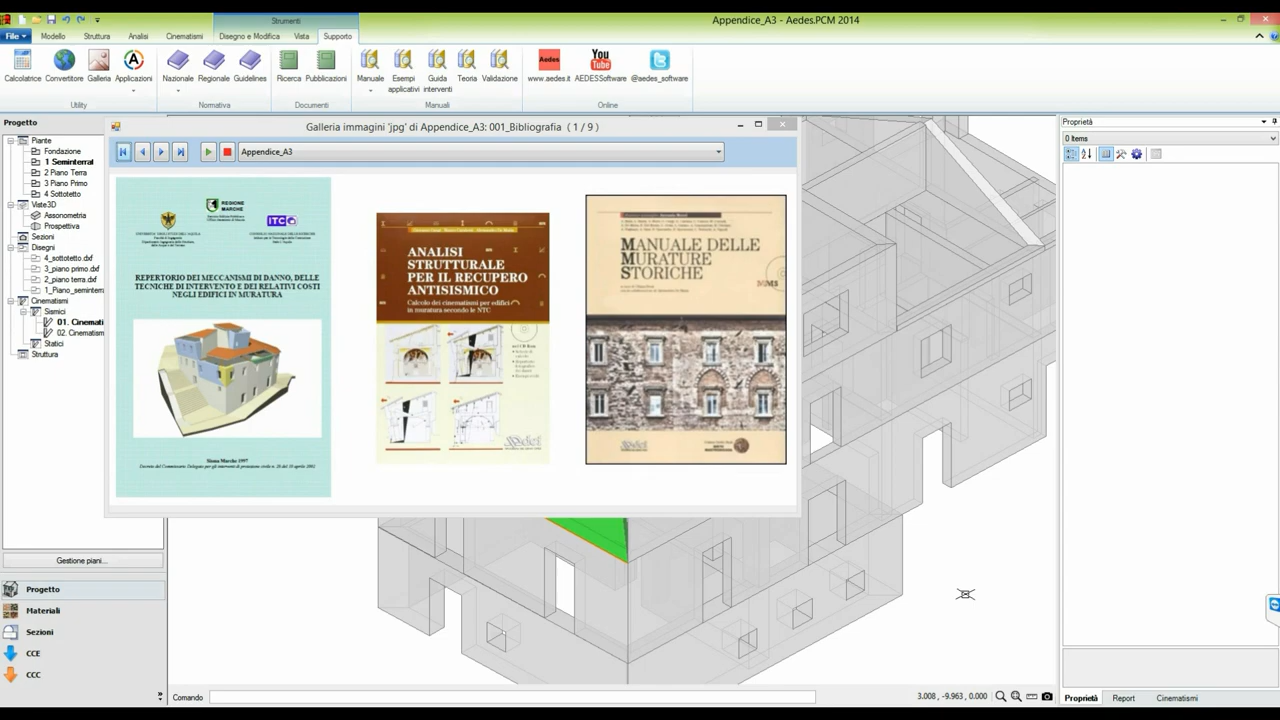 Strumenti
Appendice_A3 - Aedes.PCM 2014
File
Modello
Struttura
Analisi
Cinematismi
Disegno e Modifica
Vista
Supporto
Calcolatrice
Convertitore
Galleria
Applicazioni
Nazionale
Regionale
Guidelines
Ricerca
Pubblicazioni
Manuale
Esempi applicativi
Guida interventi
Teoria
Validazione
www.aedes.it
AEDESSoftware
@aedes_software
Utility
Normativa
Documenti
Manuali
Online
Progetto
Piante
Fondazione
1 Seminterral
2 Piano Terra
3 Piano Primo
4 Sottotetto
Viste3D
Assonometria
Prospettiva
Sezioni
Disegni
4_sottotetto.dxf
3_piano primo.dxf
2_piano terra.dxf
1_Piano_seminterra
Cinematismi
Sismici
01. Cinemati
02. Cinematism
Statici
Struttura
Gestione piani...
Progetto
Materiali
Sezioni
CCE
CCC
Galleria immagini 'jpg' di Appendice_A3: 001_Bibliografia ( 1 / 9 )
Appendice_A3
REGIONE
MARCHE
ITC
REPERTORIO DEI MECCANISMI DI DANNO, DELLE
TECNICHE DI INTERVENTO E DEI RELATIVI COSTI
NEGLI EDIFICI IN MURATURA
ANALISI
STRUTTURALE
PER IL RECUPERO
ANTISISMICO
Calcolo dei cinematismi per edifici
in muratura secondo le NTC
MANUALE DELLE
MURATURE
STORICHE
Proprietà
0 Items
Comando
3.008 , -9.963, 0.000
Proprietà
Report
Cinematismi